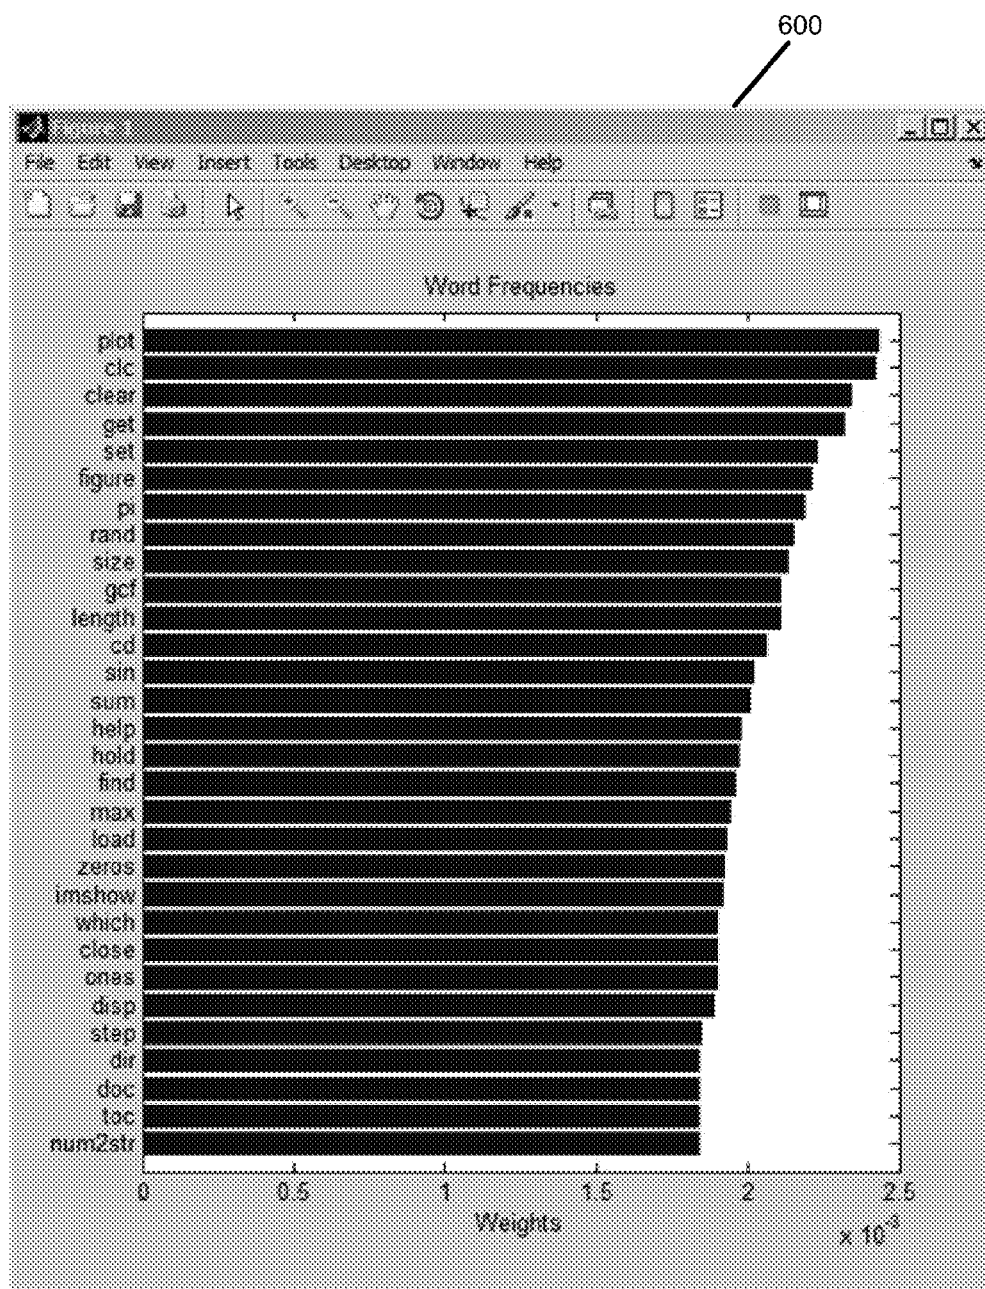 600
File Edit View Insert Tools Desktop Window Help
Word Frequencies
plot
clc
clear
get
set
figure
pi
rand
size
gcf
length
cd
sin
sum
help
hold
find
max
load
zeros
imshow
which
close
ones
disp
step
dir
doc
toc
num2str
0 0.5 1 1.5 2 2.5
Weights
x 10-3